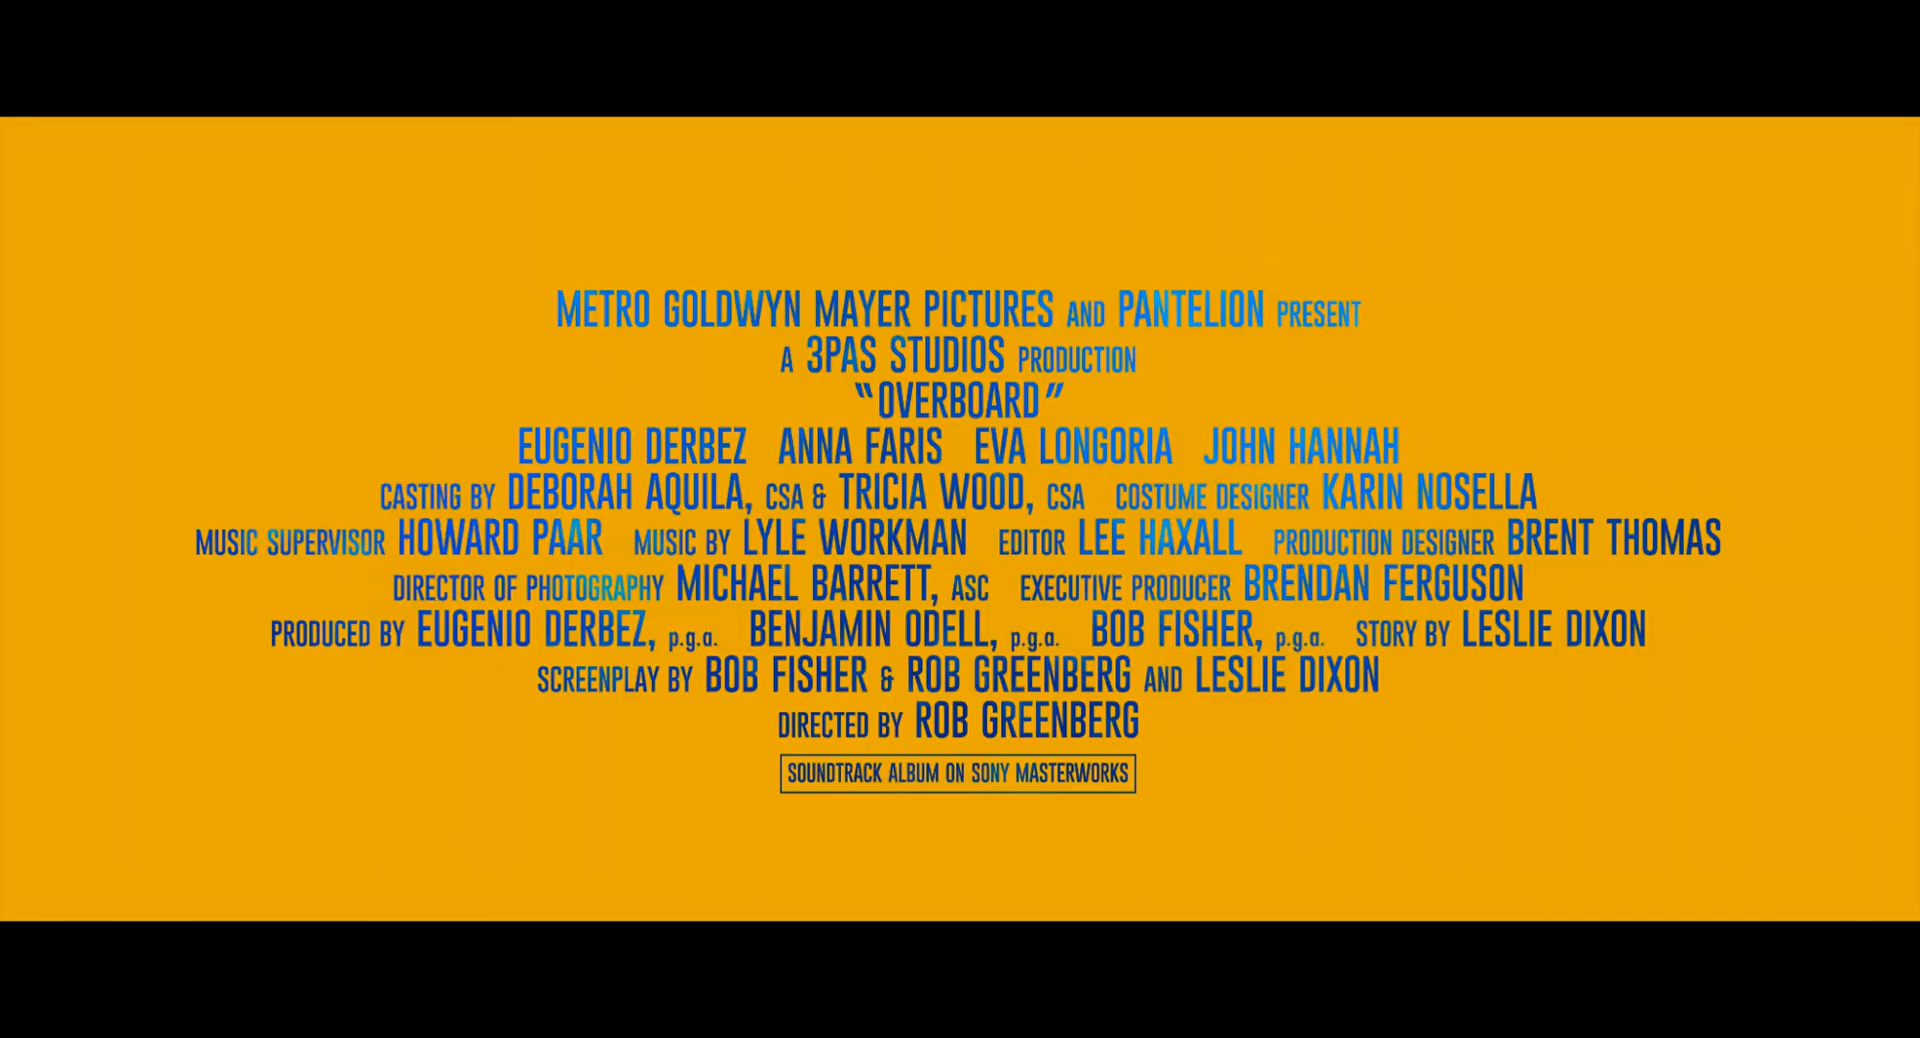 METRO GOLDWYN MAYER PICTURES AND PANTELION PRESENT
A 3PAS STUDIOS PRODUCTION
"OVERBOARD"
EUGENIO DERBEZ ANNA FARIS EVA LONGORIA JOHN HANNAH
CASTING BY DEBORAH AQUILA, CSA & TRICIA WOOD, CSA COSTUME DESIGNER KARIN NOSELLA
MUSIC SUPERVISOR HOWARD PAAR MUSIC BY LYLE WORKMAN EDITOR LEE HAXALL PRODUCTION DESIGNER BRENT THOMAS
DIRECTOR OF PHOTOGRAPHY MICHAEL BARRETT, ASC EXECUTIVE PRODUCER BRENDAN FERGUSON
PRODUCED BY EUGENIO DERBEZ, p.g.a. BENJAMIN ODELL, p.g.a. BOB FISHER, p.g.a. STORY BY LESLIE DIXON
SCREENPLAY BY BOB FISHER & ROB GREENBERG AND LESLIE DIXON
DIRECTED BY ROB GREENBERG
SOUNDTRACK ALBUM ON SONY MASTERWORKS